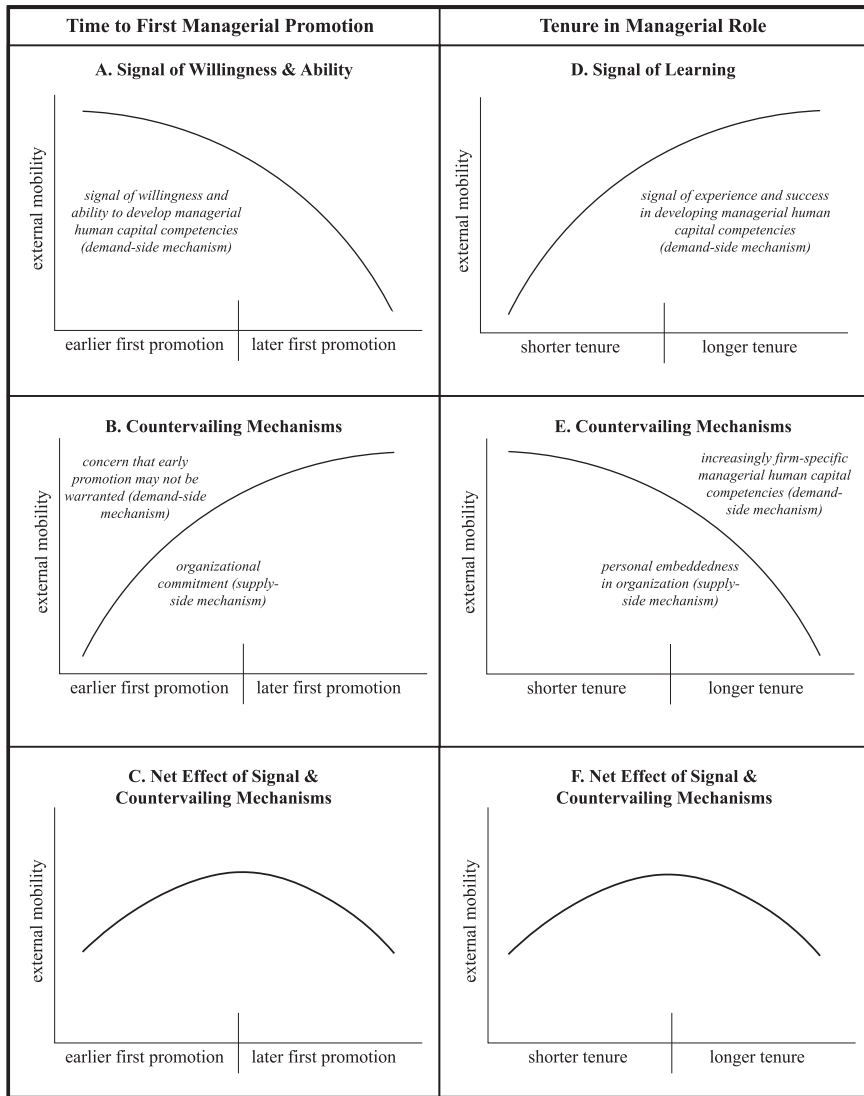 Time to First Managerial Promotion
Tenure in Managerial Role
A. Signal of Willingness & Ability
external mobility
signal of willingness and
ability to develop managerial
human capital competencies
(demand-side mechanism)
earlier first promotion
later first promotion
D. Signal of Learning
external mobility
signal of experience and success
in developing managerial human
capital competencies
(demand-side mechanism)
shorter tenure
longer tenure
B. Countervailing Mechanisms
external mobility
concern that early
promotion may not be
warranted (demand-side
mechanism)
organizational
commitment (supply-
side mechanism)
earlier first promotion
later first promotion
E. Countervailing Mechanisms
external mobility
increasingly firm-specific
managerial human capital
competencies (demand-
side mechanism)
personal embeddedness
in organization (supply-
side mechanism)
shorter tenure
longer tenure
C. Net Effect of Signal &
Countervailing Mechanisms
external mobility
earlier first promotion
later first promotion
F. Net Effect of Signal &
Countervailing Mechanisms
external mobility
shorter tenure
longer tenure